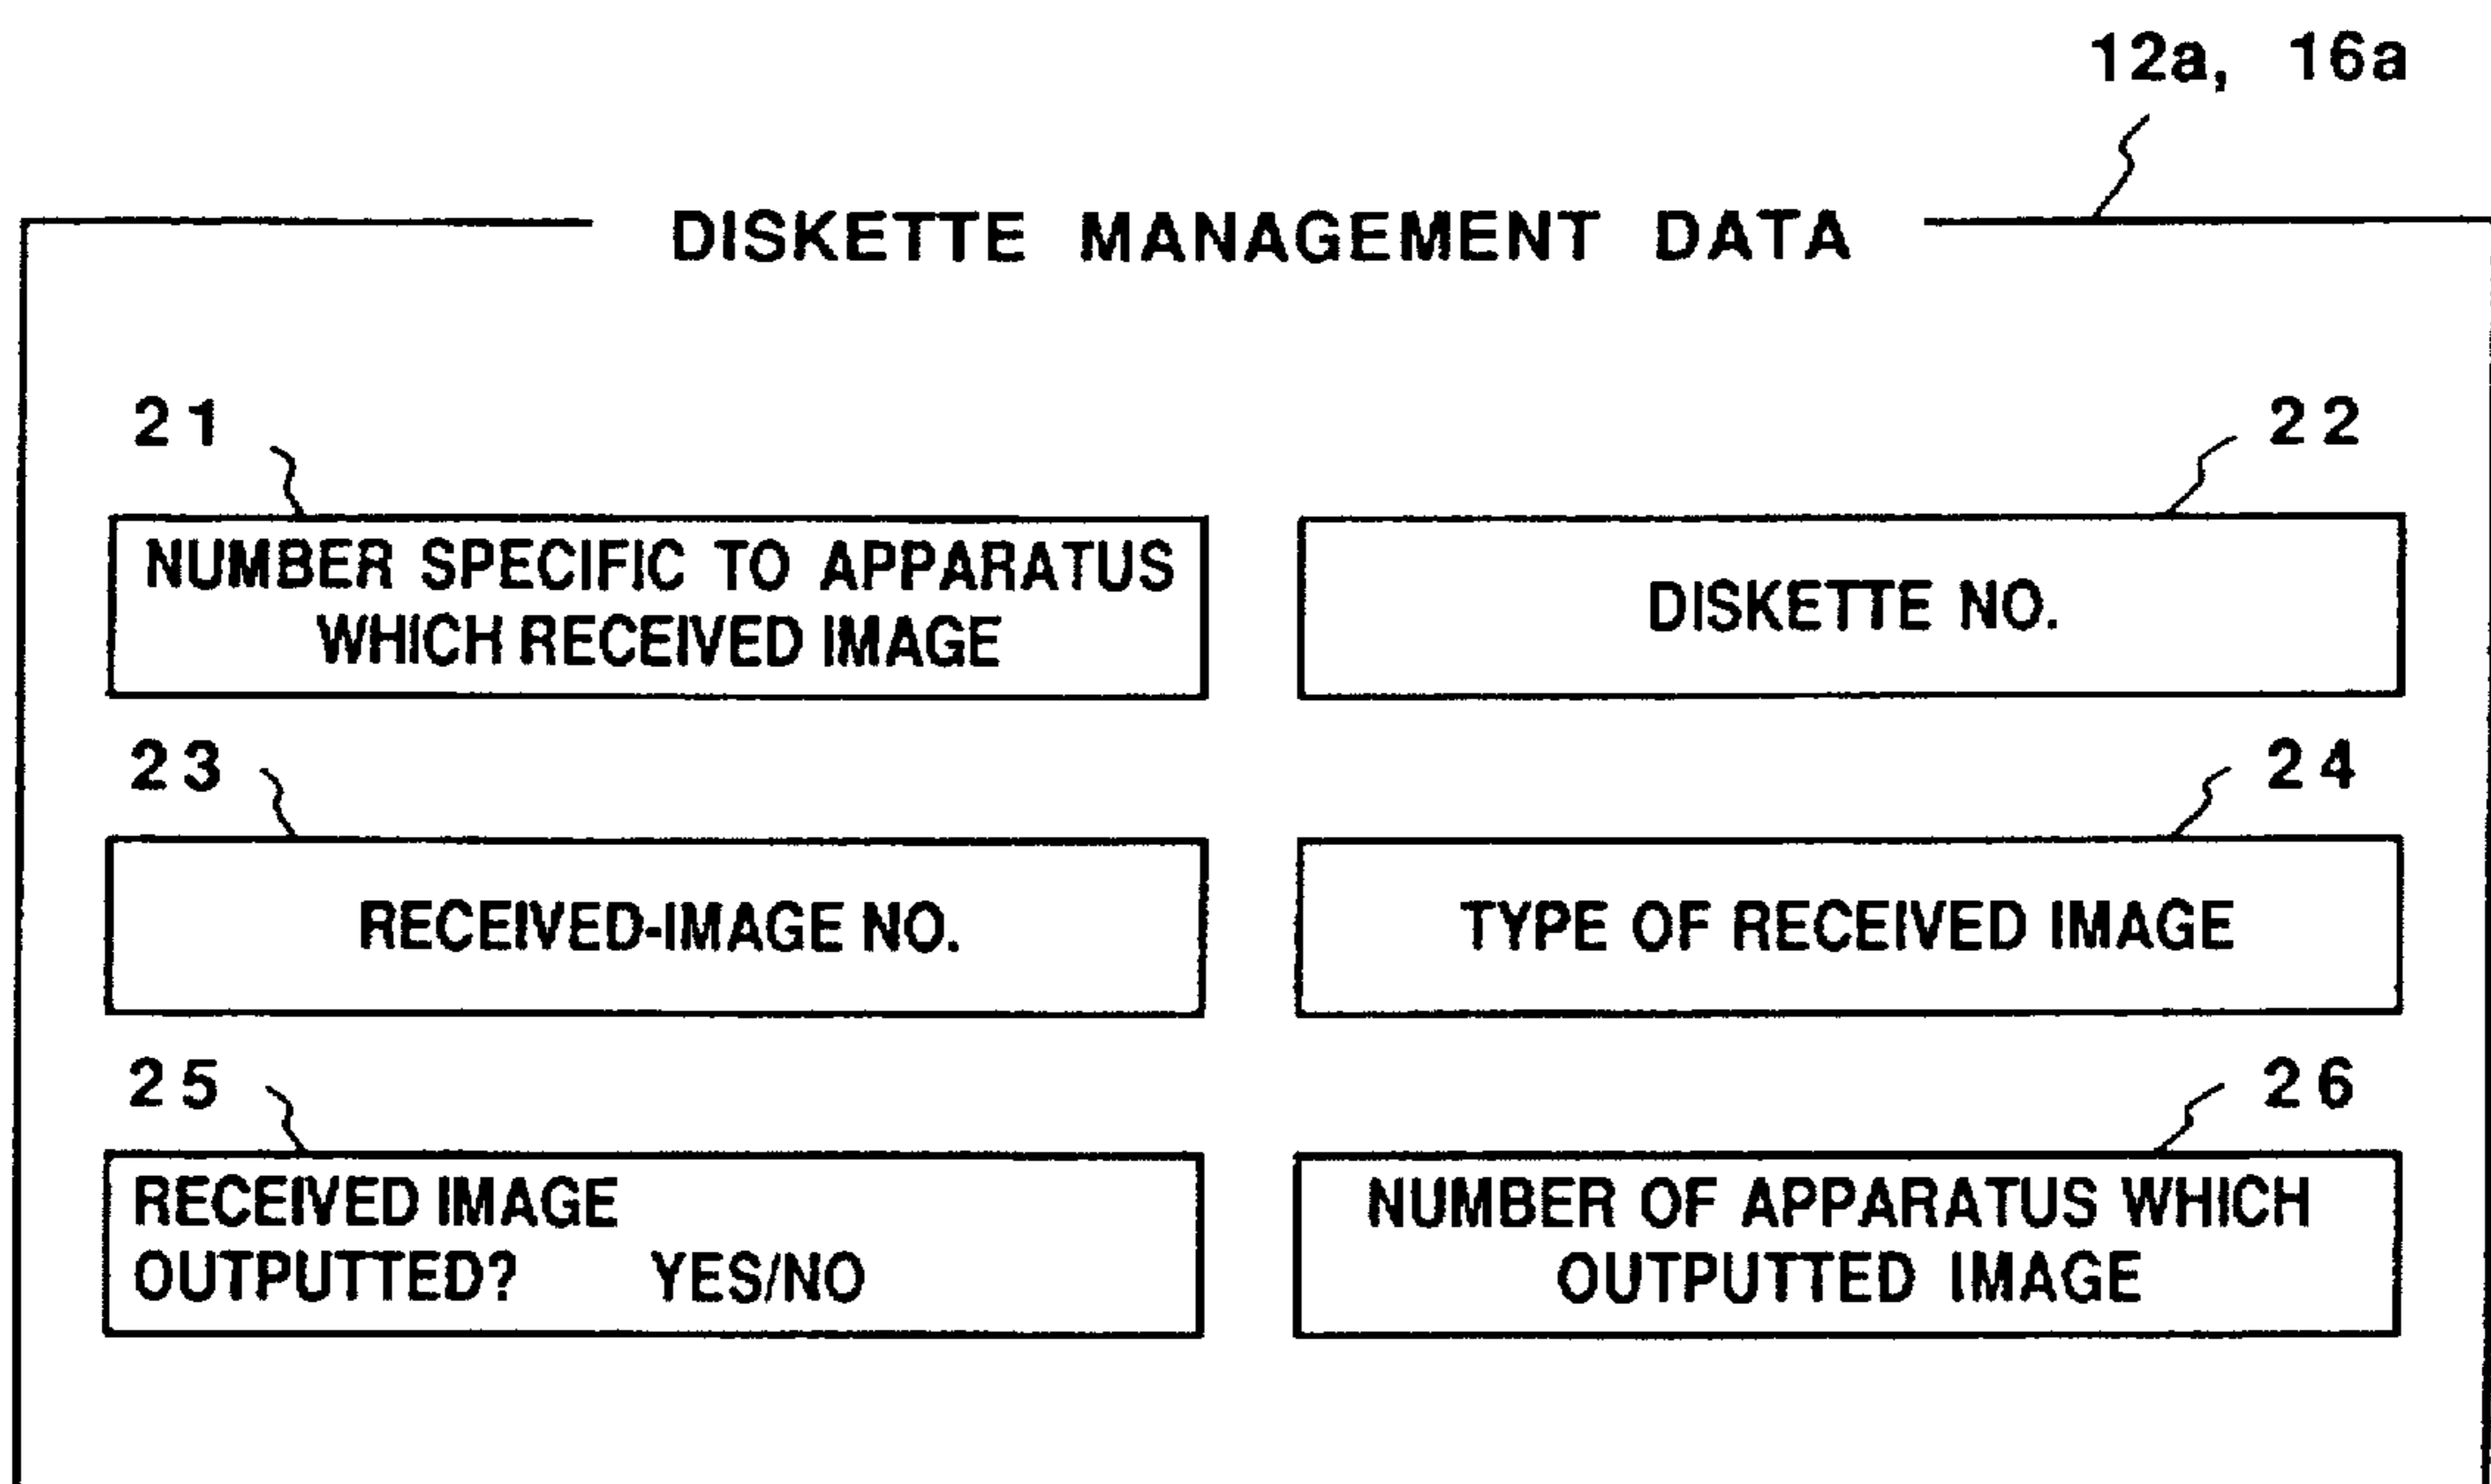 12a, 16a
DISKETTE MANAGEMENT DATA
21
22
NUMBER SPECIFIC TO APPARATUS
WHICH RECEIVED IMAGE
DISKETTE NO.
23
24
RECEIVED-IMAGE NO.
TYPE OF RECEIVED IMAGE
25
26
RECEIVED IMAGE
OUTPUTTED? YES/NO
NUMBER OF APPARATUS WHICH
OUTPUTTED IMAGE